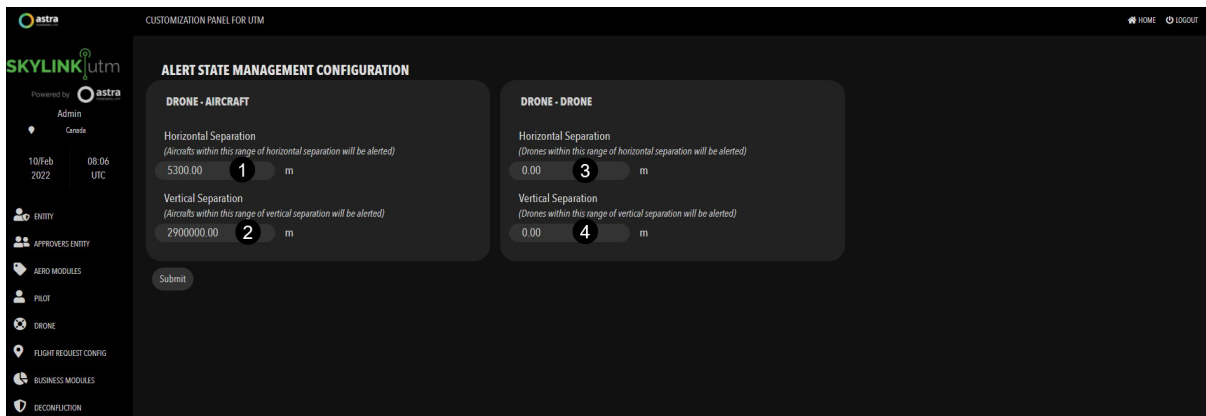 astra
CUSTOMIZATION PANEL FOR UTM
HOME LOGOUT
SKYLINK utm
Powered by astra
Admin
Canada
10/Feb 2022
08:06 UTC
ENTITY
APPROVERS ENTITY
AERO MODULES
PILOT
DRONE
FLIGHT REQUEST CONFIG
BUSINESS MODULES
DECONFLICTION
ALERT STATE MANAGEMENT CONFIGURATION
DRONE - AIRCRAFT
Horizontal Separation
(Aircrafts within this range of horizontal separation will be alerted)
5300.00 1 m
Vertical Separation
(Aircrafts within this range of vertical separation will be alerted)
2900000.00 2 m
DRONE - DRONE
Horizontal Separation
(Drones within this range of horizontal separation will be alerted)
0.00 3 m
Vertical Separation
(Drones within this range of vertical separation will be alerted)
0.00 4 m
Submit